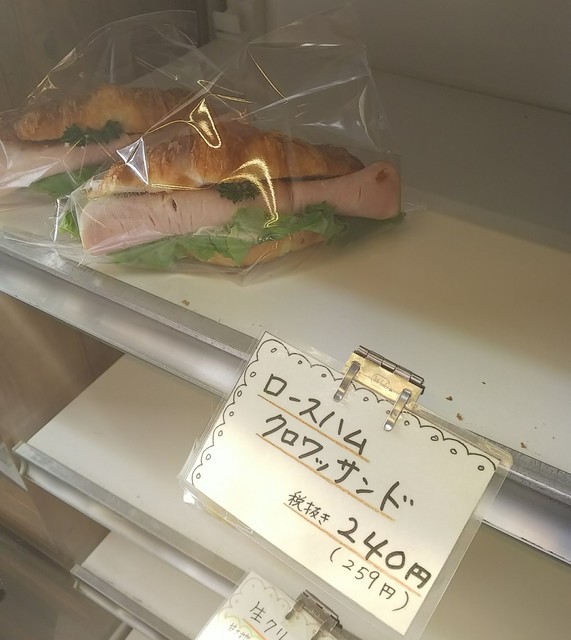 ロースハム
クロワッサンド
税抜き 240円
(259円)
生クリ